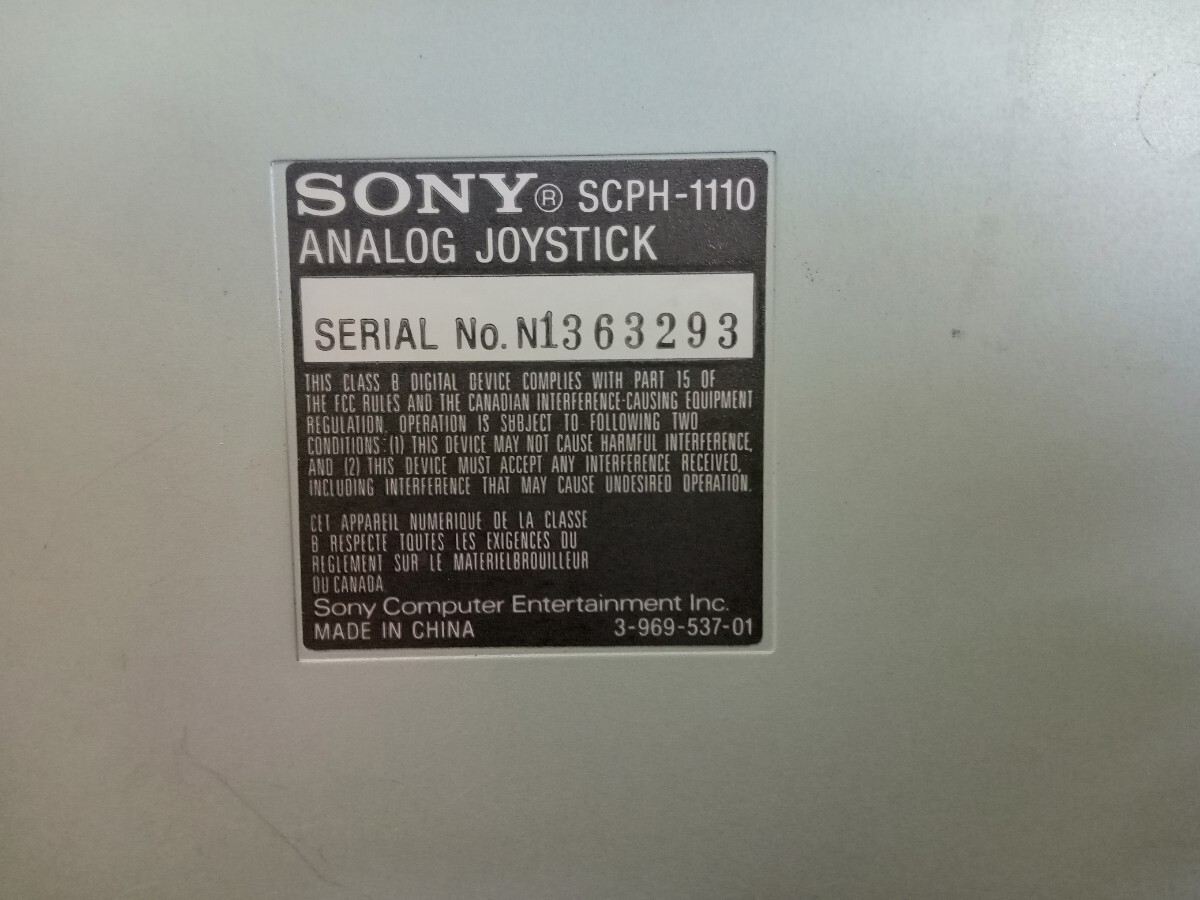 SONY® SCPH-1110
ANALOG JOYSTICK
SERIAL No. N1363293
THIS CLASS B DIGITAL DEVICE COMPLIES WITH PART 15 OF
THE FCC RULES AND THE CANADIAN INTERFERENCE-CAUSING EQUIPMENT
REGULATION. OPERATION IS SUBJECT TO FOLLOWING TWO
CONDITIONS:(1) THIS DEVICE MAY NOT CAUSE HARMFUL INTERFERENCE,
AND (2) THIS DEVICE MUST ACCEPT ANY INTERFERENCE RECEIVED,
INCLUDING INTERFERENCE THAT MAY CAUSE UNDESIRED OPERATION.
CET APPAREIL NUMERIQUE DE LA CLASSE
B RESPECTE TOUTES LES EXIGENCES DU
REGLEMENT SUR LE MATERIELBROUILLEUR
DU CANADA
Sony Computer Entertainment Inc.
MADE IN CHINA 3-969-537-01